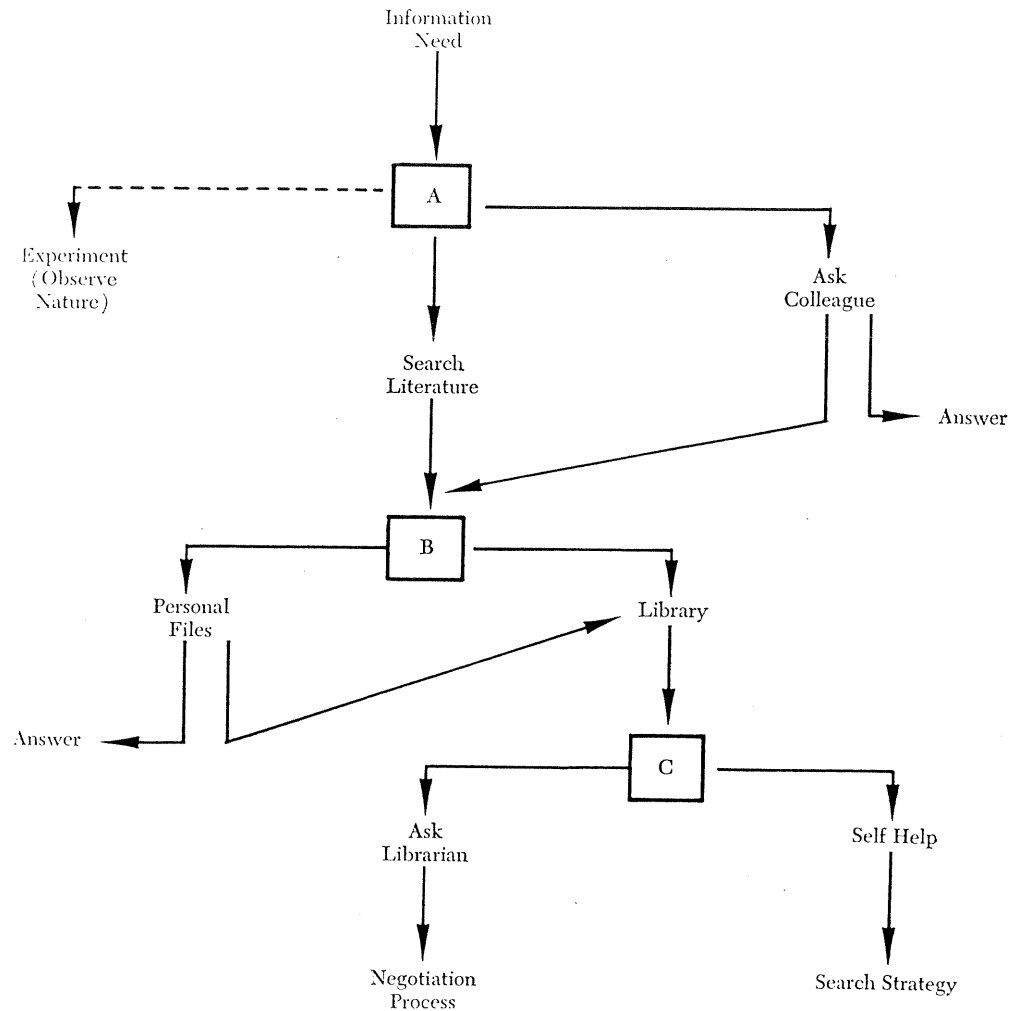 Information
Need
A
Experiment
(Observe
Nature)
Ask
Colleague
Search
Literature
Answer
B
Personal
Files
Library
Answer
C
Ask
Librarian
Self Help
Negotiation
Process
Search Strategy